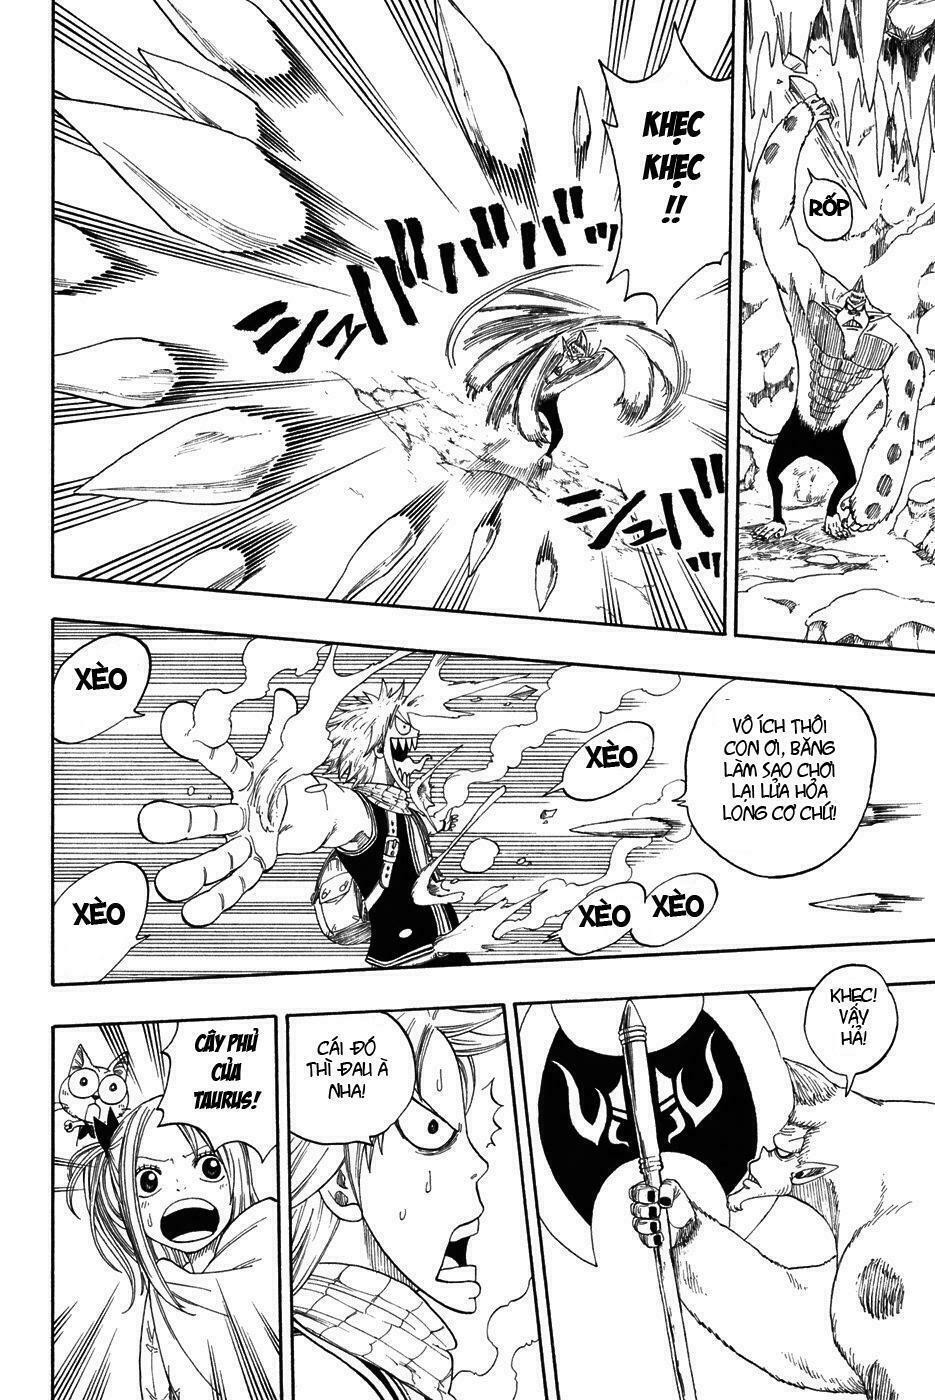 RỐP
KHẸC
KHẸC
!!
シュバババババッ
シュバッ
VÔ ÍCH THÔI
CON ƠI, BĂNG
LÀM SAO CHƠI
LẠI LỬA HỎA
LONG CƠ CHỨ!
XÈO
XÈO
XÈO
XÈO
XÈO
KHẸC!
VẬY
HẢ!
CÁI ĐÓ
THÌ ĐAU À
NHA!
CÂY PHỦ
CỦA
TAURUS!